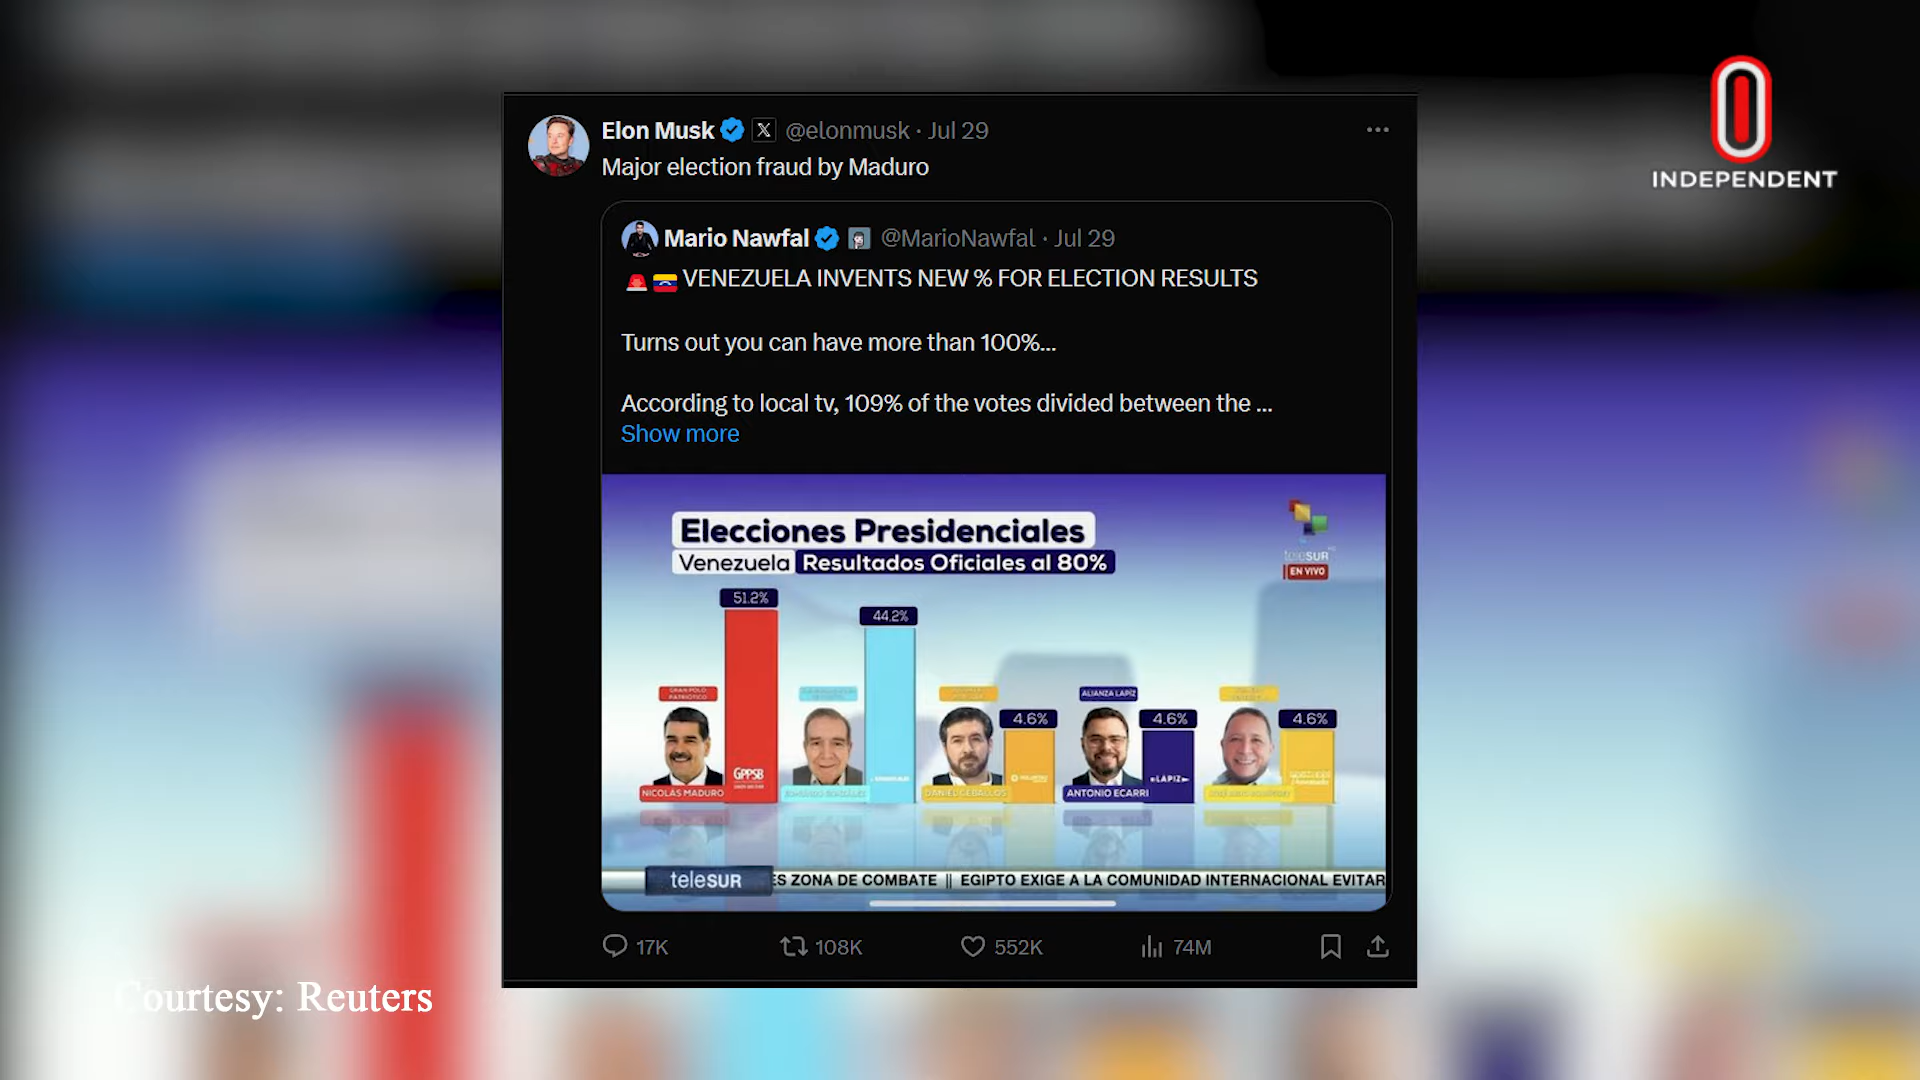 INDEPENDENT
Elon Musk @elonmusk · Jul 29
Major election fraud by Maduro
Mario Nawfal @MarioNawfal · Jul 29
VENEZUELA INVENTS NEW % FOR ELECTION RESULTS
Turns out you can have more than 100%...
According to local tv, 109% of the votes divided between the ...
Show more
Elecciones Presidenciales
Venezuela Resultados Oficiales al 80%
teleSUR
EN VIVO
51.2%
44.2%
4.6%
4.6%
4.6%
GRAN POLO
PATRIÓTICO
ALIANZA LÁPIZ
GPPSB
LÁPIZ
NICOLÁS MADURO
EDMUNDO GONZÁLEZ
DANIEL CEBALLOS
ANTONIO ECARRI
teleSUR
ES ZONA DE COMBATE || EGIPTO EXIGE A LA COMUNIDAD INTERNACIONAL EVITAR
17K
108K
552K
74M
Courtesy: Reuters